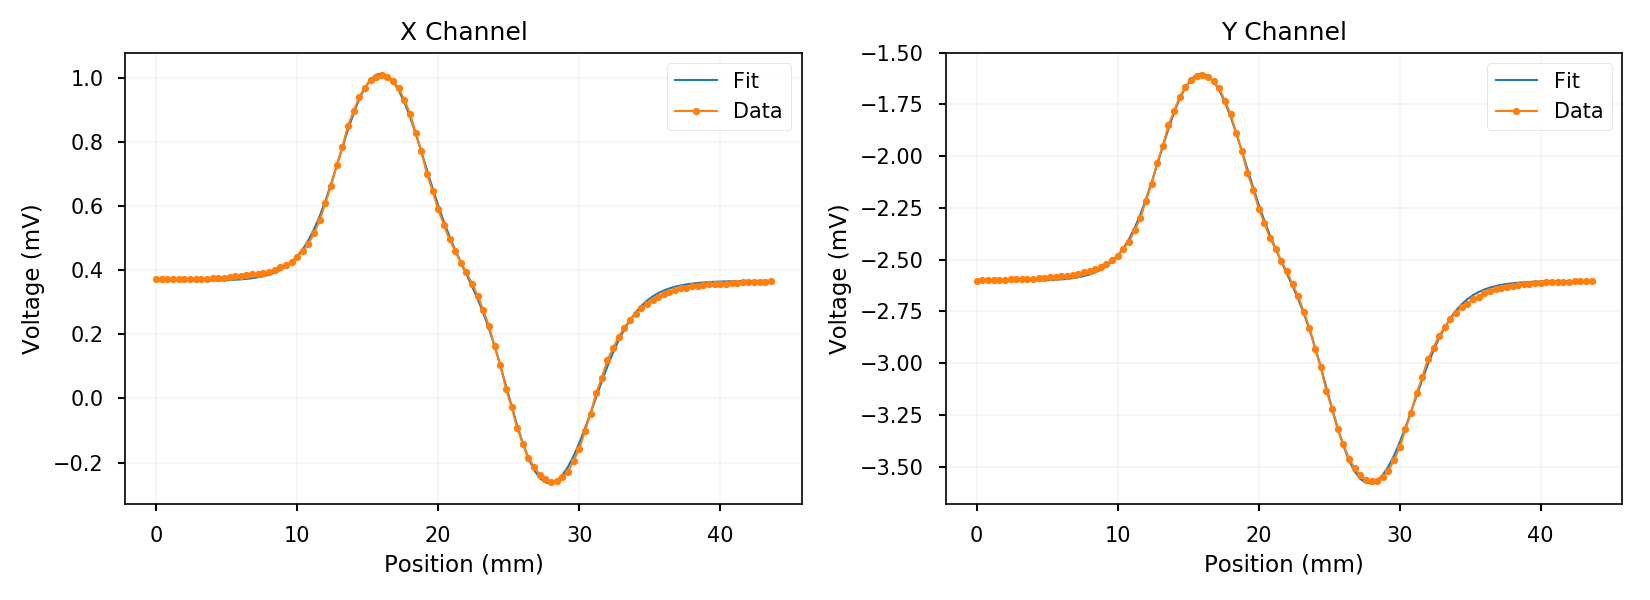 X Channel
Fit
Data
1.0
0.8
0.6
0.4
0.2
0.0
−0.2
Voltage (mV)
0 10 20 30 40
Position (mm)
Y Channel
Fit
Data
−1.50
−1.75
−2.00
−2.25
−2.50
−2.75
−3.00
−3.25
−3.50
Voltage (mV)
0 10 20 30 40
Position (mm)